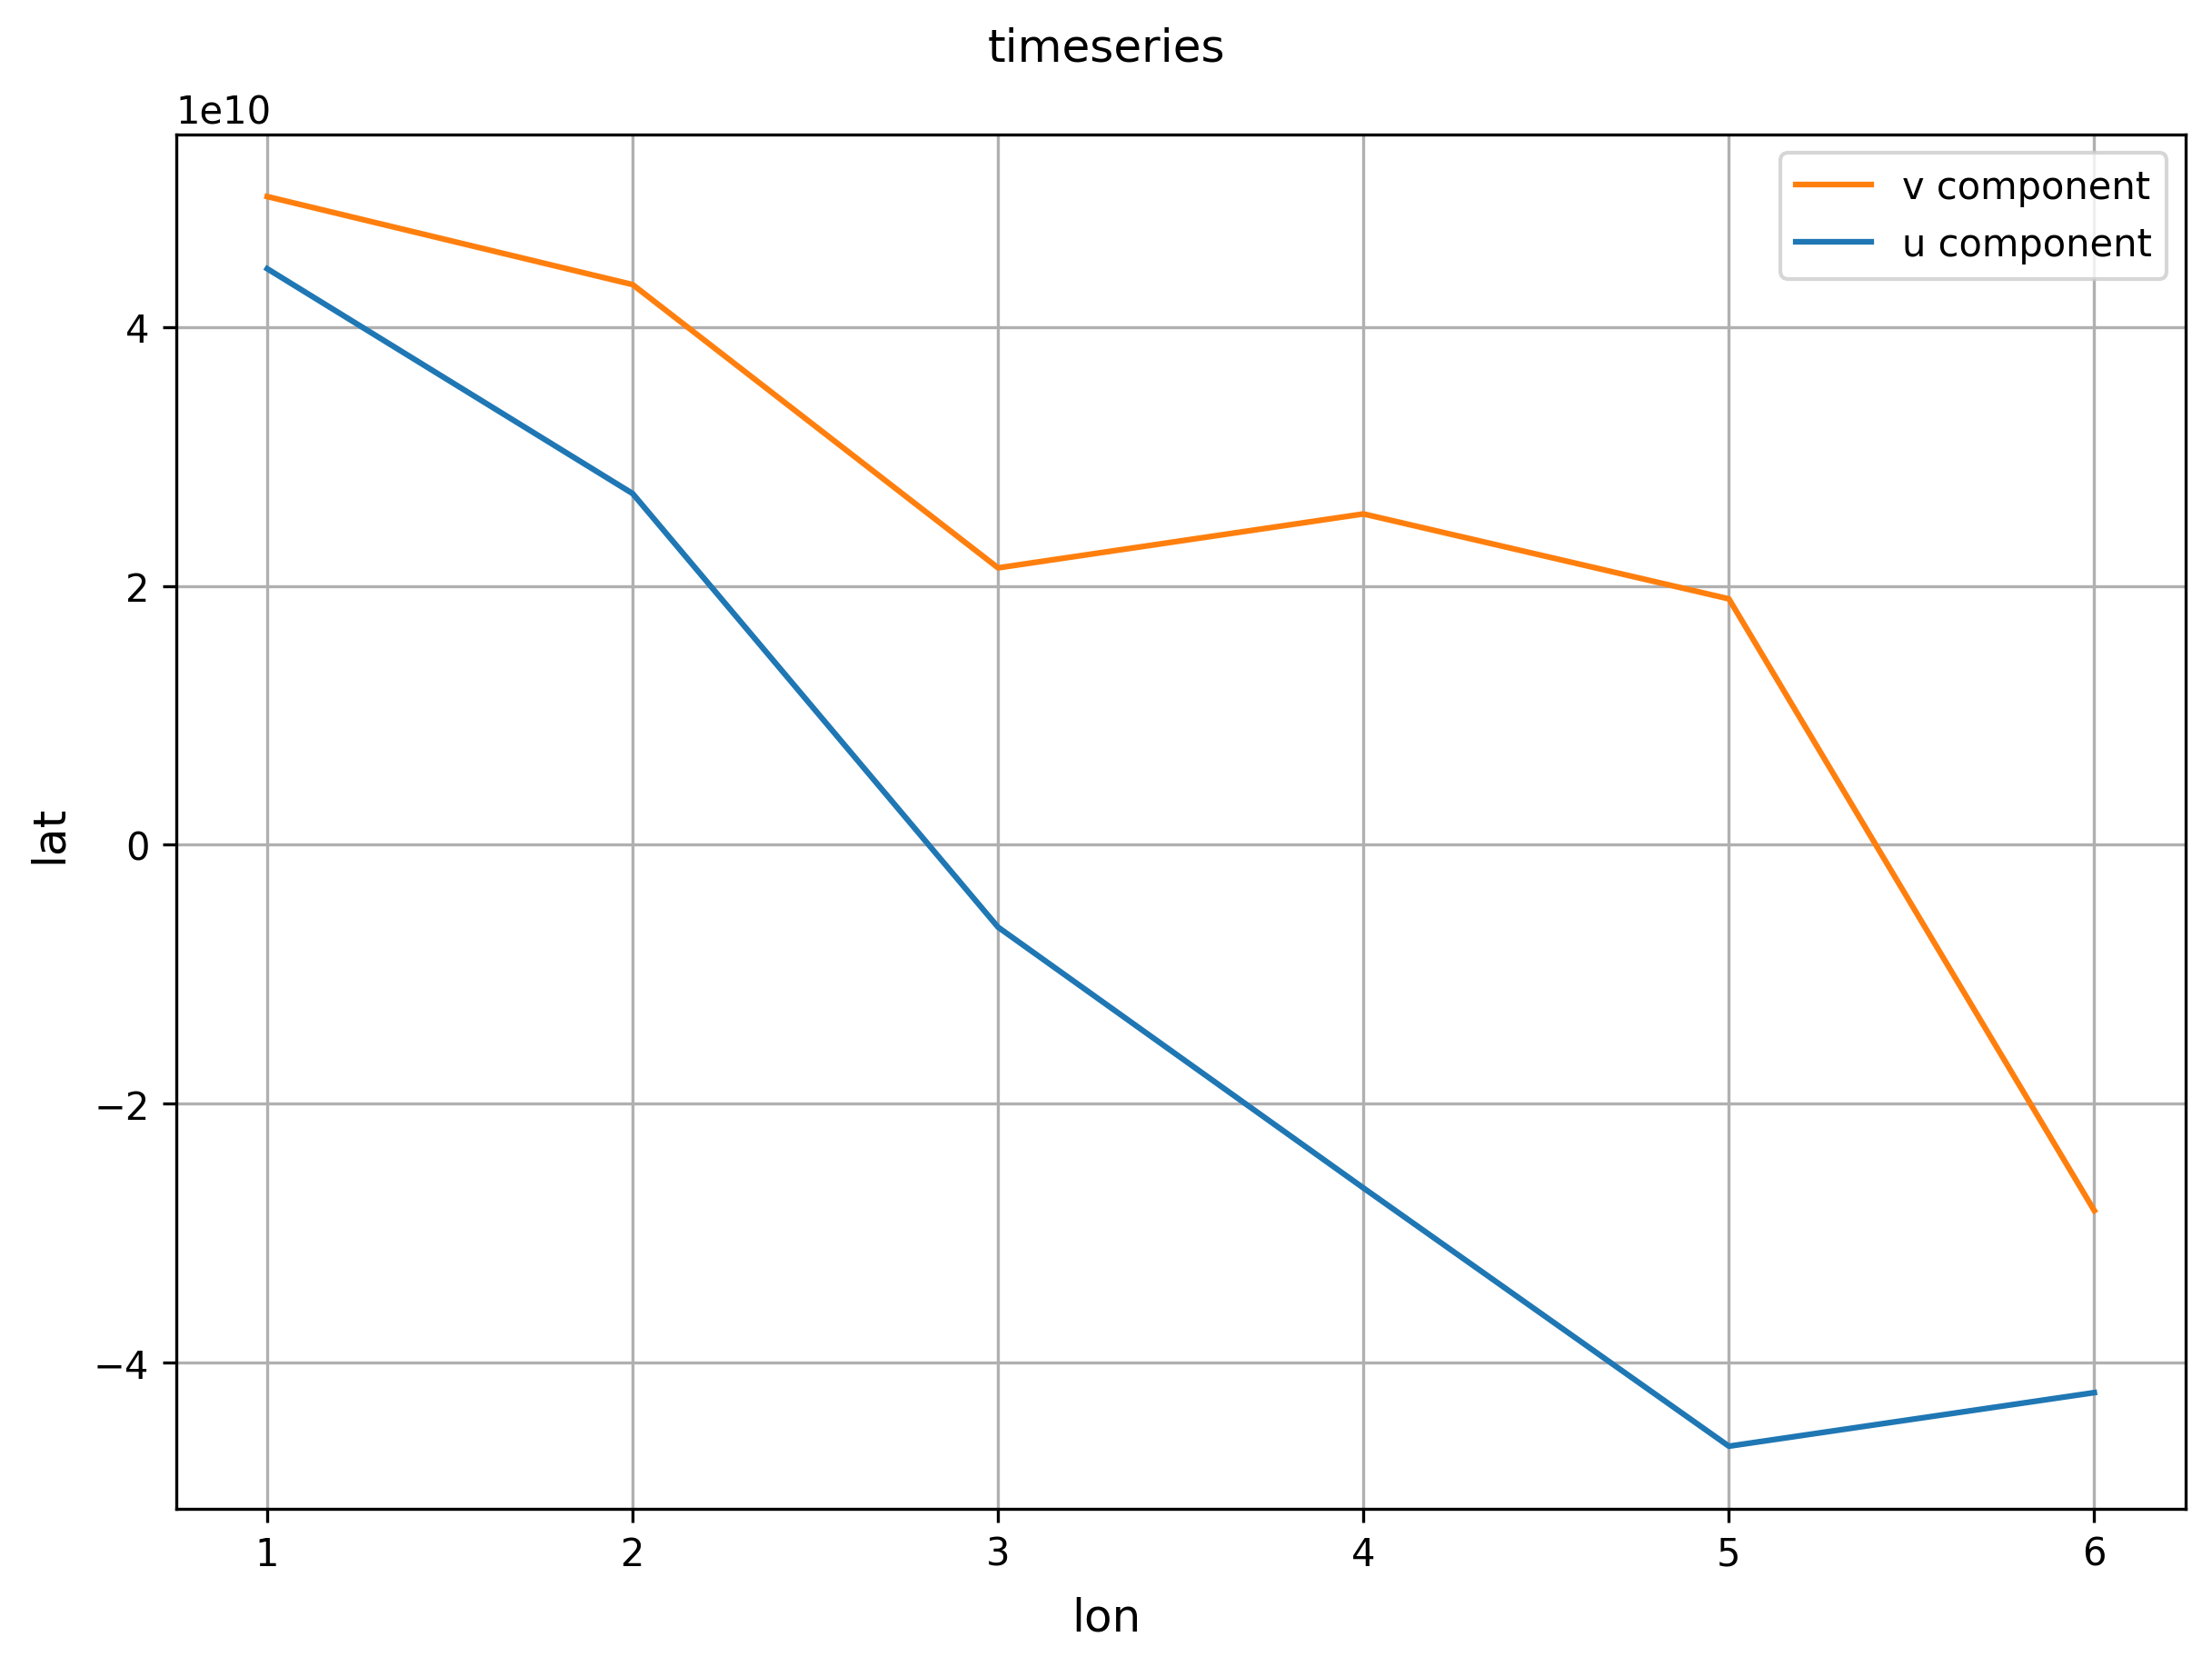 timeseries
1e10
v component
u component
4
2
0
−2
−4
lat
1 2 3 4 5 6
lon